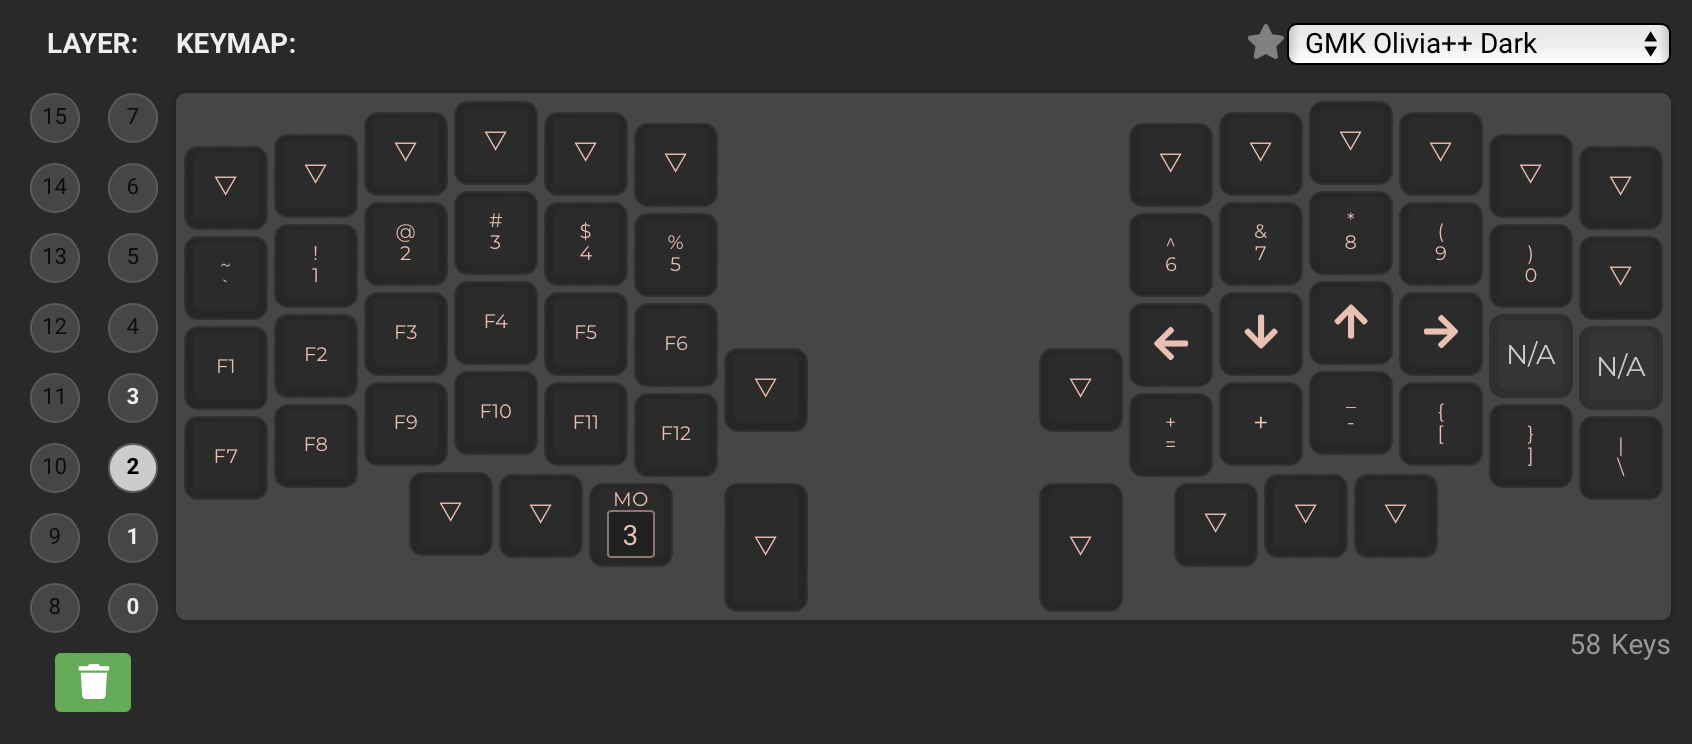 LAYER: KEYMAP: GMK Olivia++ Dark
15 7
14 6
13 5
12 4
11 3
10 2
9 1
8 0
~ ! @ # $ % ^ & * ( )
` 1 2 3 4 5 6 7 8 9 0
F1 F2 F3 F4 F5 F6 ← ↓ ↑ → N/A N/A
F7 F8 F9 F10 F11 F12
+ + _ { } |
= - [ ] \
MO
3
58 Keys